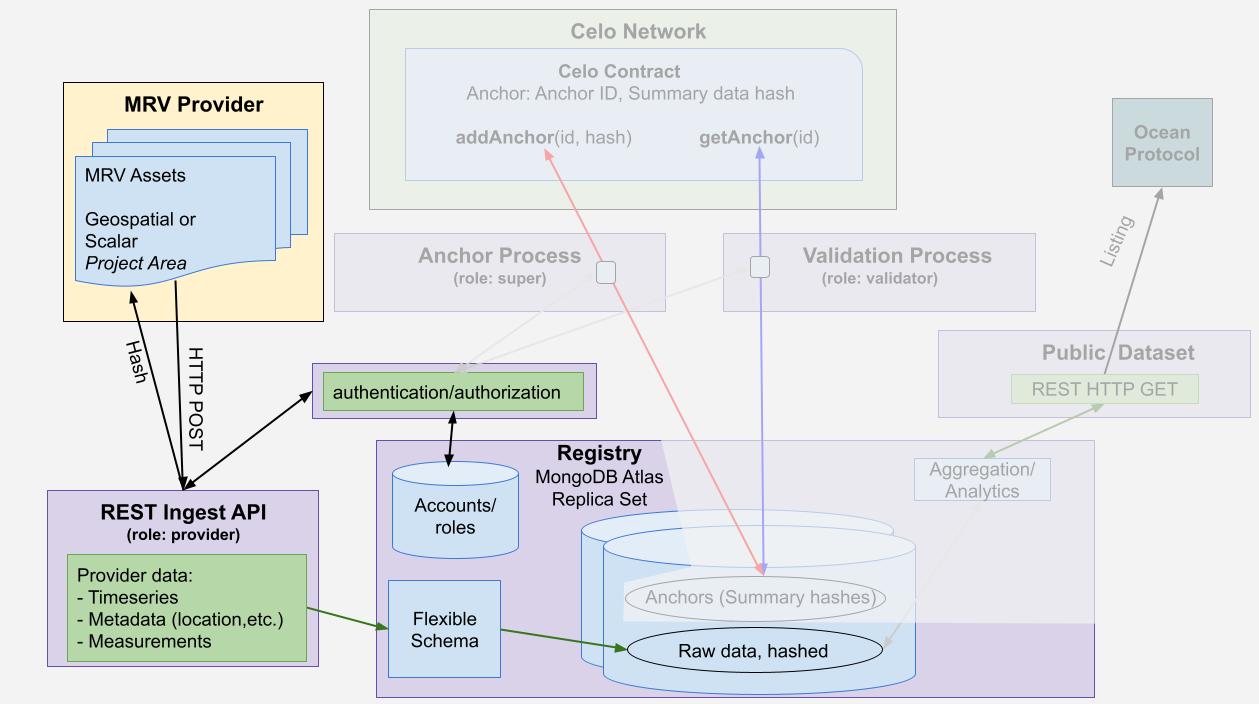 Celo Network
Celo Contract
Anchor: Anchor ID, Summary data hash
addAnchor(id, hash)
getAnchor(id)
MRV Provider
MRV Assets
Geospatial or
Scalar
Project Area
Ocean
Protocol
Listing
Anchor Process
(role: super)
Validation Process
(role: validator)
Hash
HTTP POST
Public Dataset
REST HTTP GET
authentication/authorization
Registry
MongoDB Atlas
Replica Set
Accounts/
roles
Aggregation/
Analytics
REST Ingest API
(role: provider)
Provider data:
- Timeseries
- Metadata (location,etc.)
- Measurements
Flexible
Schema
Anchors (Summary hashes)
Raw data, hashed